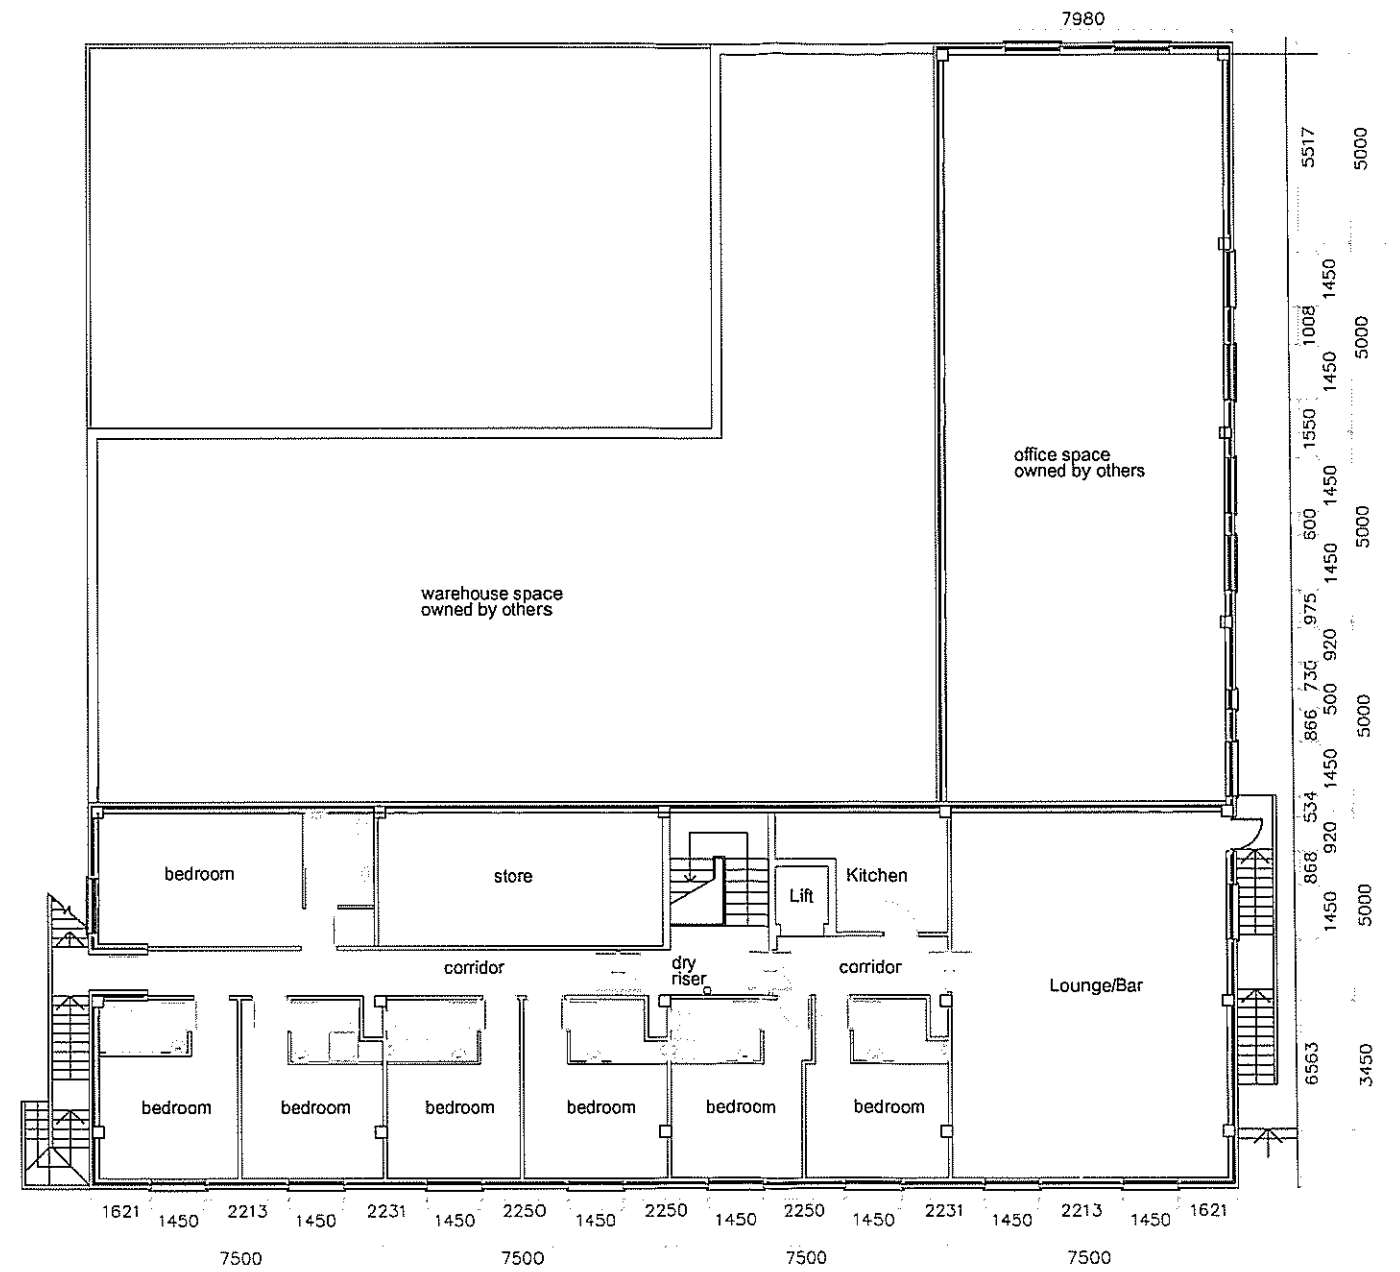 7980
5517
5000
1450
1008
5000
1450
1550
office space
owned by others
1450
600
5000
1450
warehouse space
owned by others
975
920
730
500
866
5000
1450
534
920
868
1450
5000
bedroom
store
Lift
Kitchen
corridor
dry
riser
corridor
Lounge/Bar
6563
3450
bedroom
bedroom
bedroom
bedroom
bedroom
bedroom
1621
1450
2213
1450
2231
1450
2250
1450
2250
1450
2250
1450
2231
1450
2213
1450
1621
7500
7500
7500
7500